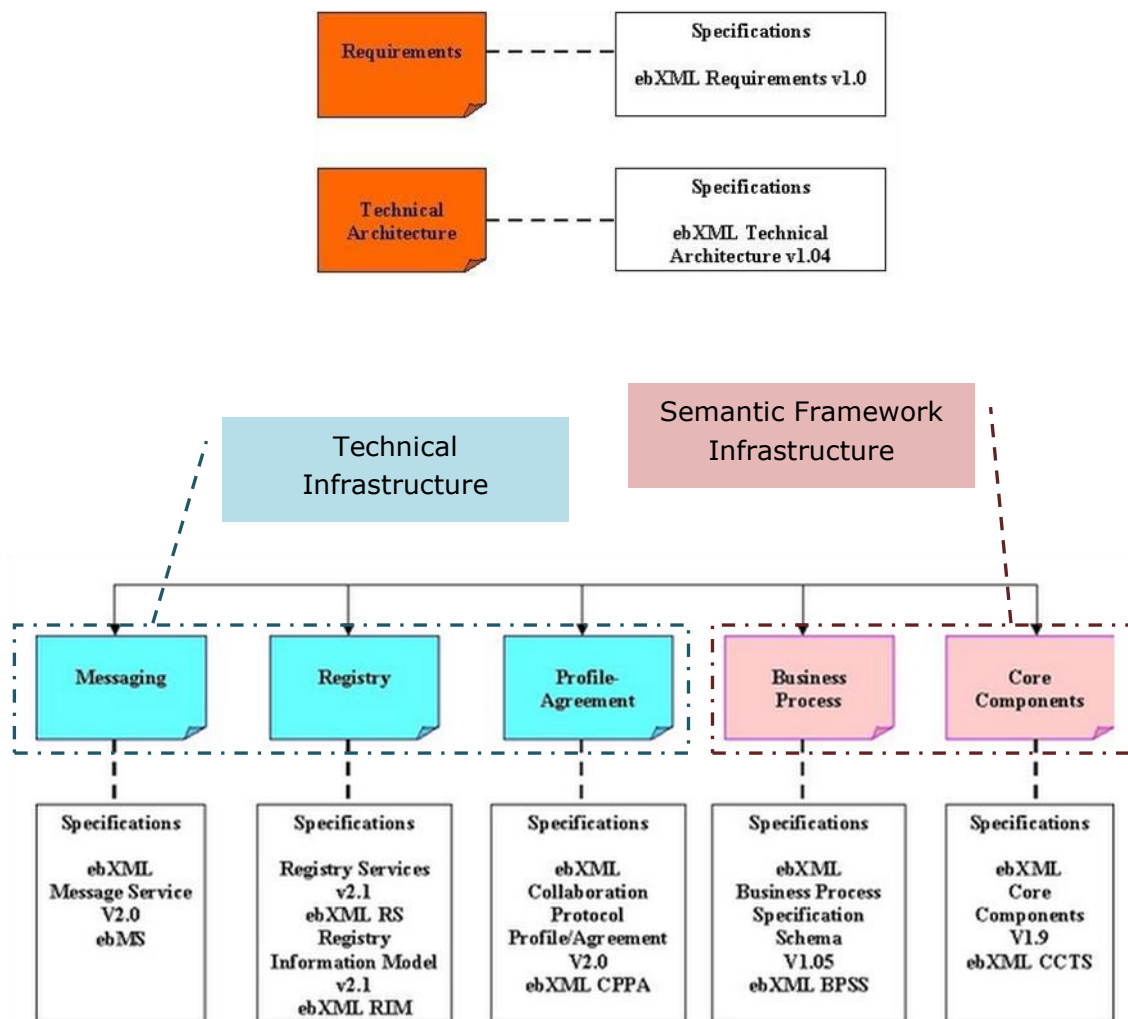 Requirements
Specifications
ebXML Requirements v1.0
Technical
Architecture
Specifications
ebXML Technical
Architecture v1.04
Technical
Infrastructure
Semantic Framework
Infrastructure
Messaging
Registry
Profile-
Agreement
Business
Process
Core
Components
Specifications
ebXML
Message Service
V2.0
ebMS
Specifications
Registry Services
v2.1
ebXML RS
Registry
Information Model
v2.1
ebXML RIM
Specifications
ebXML
Collaboration
Protocol
Profile/Agreement
V2.0
ebXML CPPA
Specifications
ebXML
Business Process
Specification
Schema
V1.05
ebXML BPSS
Specifications
ebXML
Core
Components
V1.9
ebXML CCTS